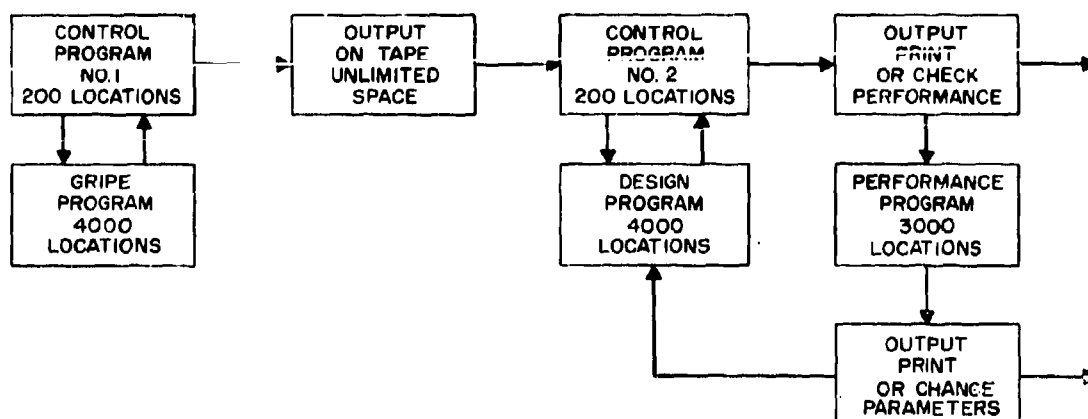 CONTROL
PROGRAM
NO. 1
200 LOCATIONS
OUTPUT
ON TAPE
UNLIMITED
SPACE
CONTROL
PROGRAM
NO. 2
200 LOCATIONS
OUTPUT
PRINT
OR CHECK
PERFORMANCE
GRIPE
PROGRAM
4000
LOCATIONS
DESIGN
PROGRAM
4000
LOCATIONS
PERFORMANCE
PROGRAM
3000
LOCATIONS
OUTPUT
PRINT
OR CHANGE
PARAMETERS